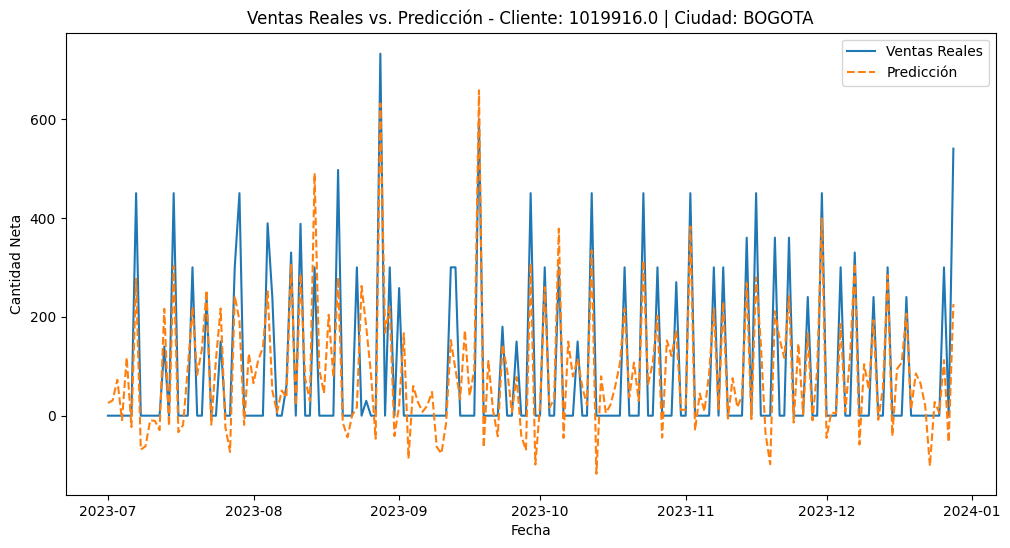 Ventas Reales vs. Predicción - Cliente: 1019916.0 | Ciudad: BOGOTA
Ventas Reales
Predicción
Cantidad Neta
600
400
200
0
2023-07
2023-08
2023-09
2023-10
2023-11
2023-12
2024-01
Fecha